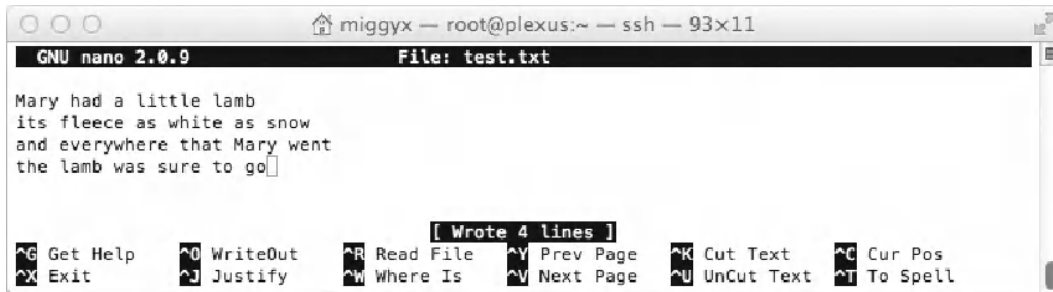 miggyx — root@plexus:~ — ssh — 93×11
GNU nano 2.0.9 File: test.txt
Mary had a little lamb
its fleece as white as snow
and everywhere that Mary went
the lamb was sure to go
[ Wrote 4 lines ]
^G Get Help ^O WriteOut ^R Read File ^Y Prev Page ^K Cut Text ^C Cur Pos
^X Exit ^J Justify ^W Where Is ^V Next Page ^U UnCut Text ^T To Spell